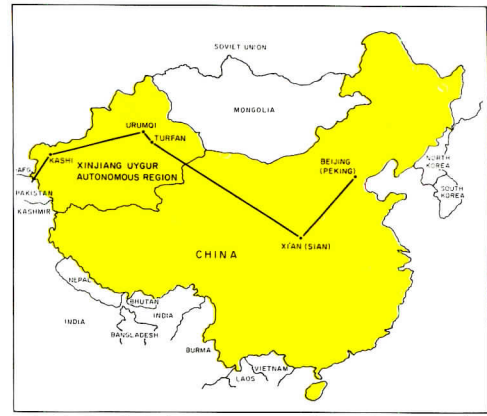 SOVIET UNION
MONGOLIA
URUMQI
TURFAN
KASHI
XINJIANG UYGUR
AUTONOMOUS REGION
BEIJING
(PEKING)
NORTH
KOREA
SOUTH
KOREA
AFG.
PAKISTAN
KASHMIR
XI'AN (SIAN)
CHINA
NEPAL
BHUTAN
INDIA
INDIA
BANGLADESH
BURMA
VIETNAM
LAOS